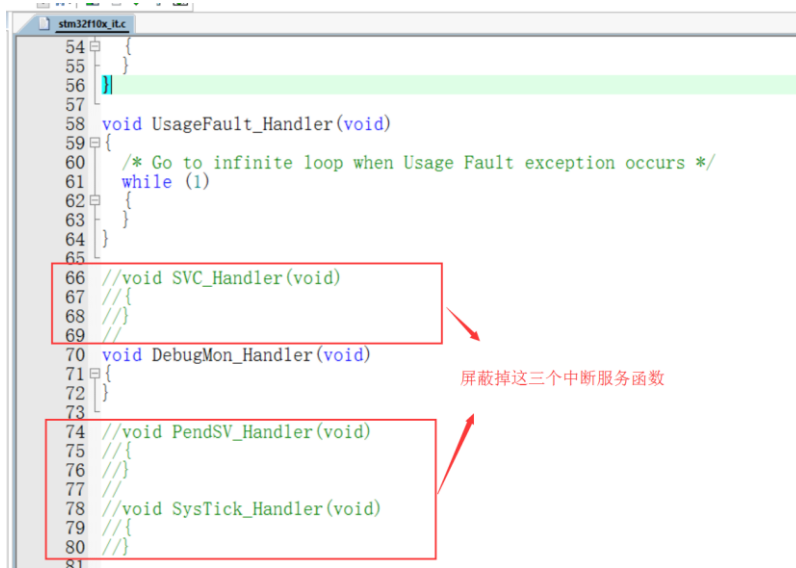 stm32f10x_it.c
54 {
55 }
56 }
57
58 void UsageFault_Handler(void)
59 {
60 /* Go to infinite loop when Usage Fault exception occurs */
61 while (1)
62 {
63 }
64 }
65
66 //void SVC_Handler(void)
67 //{
68 //}
69 //
70 void DebugMon_Handler(void)
71 {
72 }
73
屏蔽掉这三个中断服务函数
74 //void PendSV_Handler(void)
75 //{
76 //}
77 //
78 //void SysTick_Handler(void)
79 //{
80 //}
81